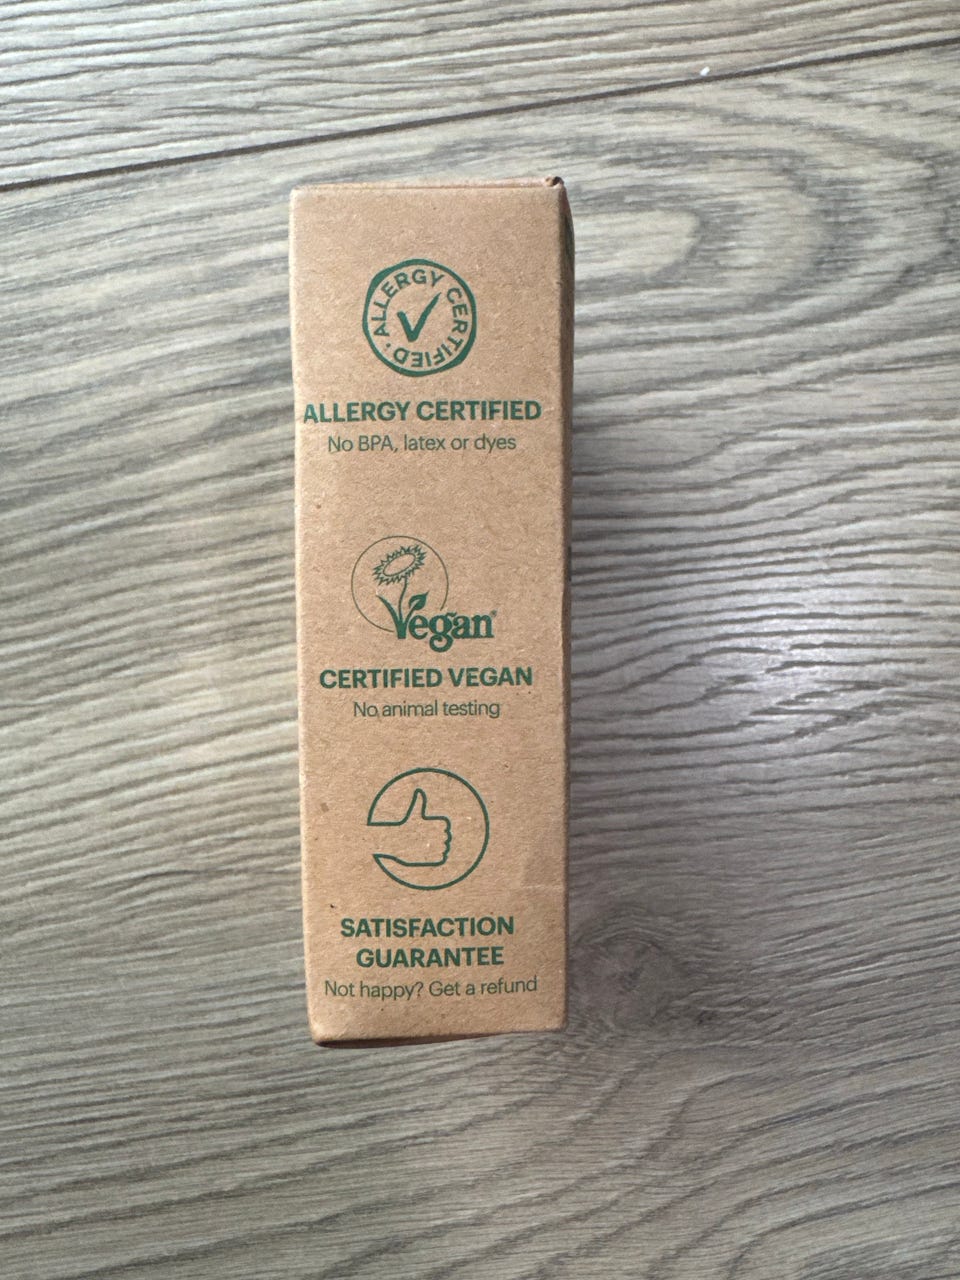 ALLERGY CERTIFIED ·
ALLERGY CERTIFIED
No BPA, latex or dyes
Vegan®
CERTIFIED VEGAN
No animal testing
SATISFACTION
GUARANTEE
Not happy? Get a refund